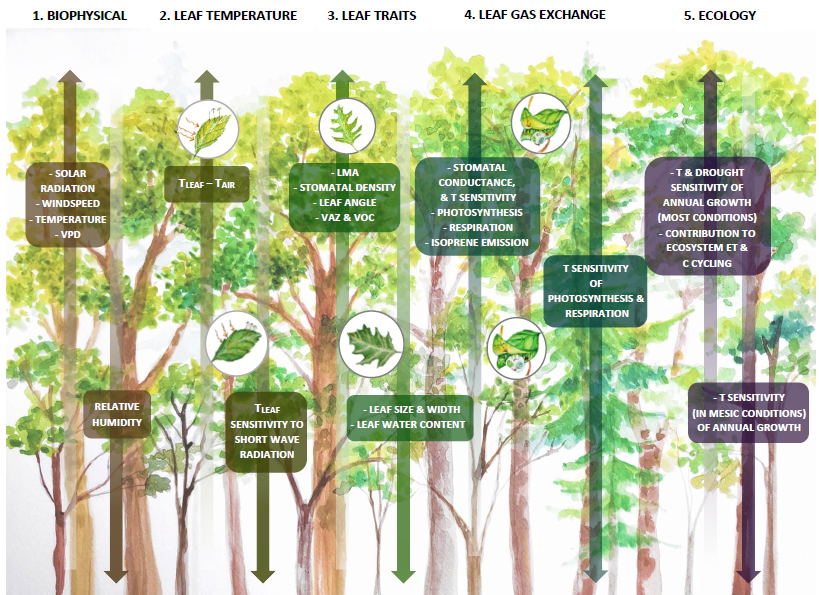 1. BIOPHYSICAL
2. LEAF TEMPERATURE
3. LEAF TRAITS
4. LEAF GAS EXCHANGE
5. ECOLOGY
- SOLAR
RADIATION
- WINDSPEED
- TEMPERATURE
- VPD
RELATIVE
HUMIDITY
TLEAF – TAIR
TLEAF
SENSITIVITY TO
SHORT WAVE
RADIATION
- LMA
- STOMATAL DENSITY
- LEAF ANGLE
- VAZ & VOC
- LEAF SIZE & WIDTH
- LEAF WATER CONTENT
- STOMATAL
CONDUCTANCE,
& T SENSITIVITY
- PHOTOSYNTHESIS
- RESPIRATION
- ISOPRENE EMISSION
T SENSITIVITY
OF
PHOTOSYNTHESIS &
RESPIRATION
- T & DROUGHT
SENSITIVITY OF
ANNUAL GROWTH
(MOST CONDITIONS)
- CONTRIBUTION TO
ECOSYSTEM ET &
C CYCLING
- T SENSITIVITY
(IN MESIC CONDITIONS)
OF ANNUAL GROWTH